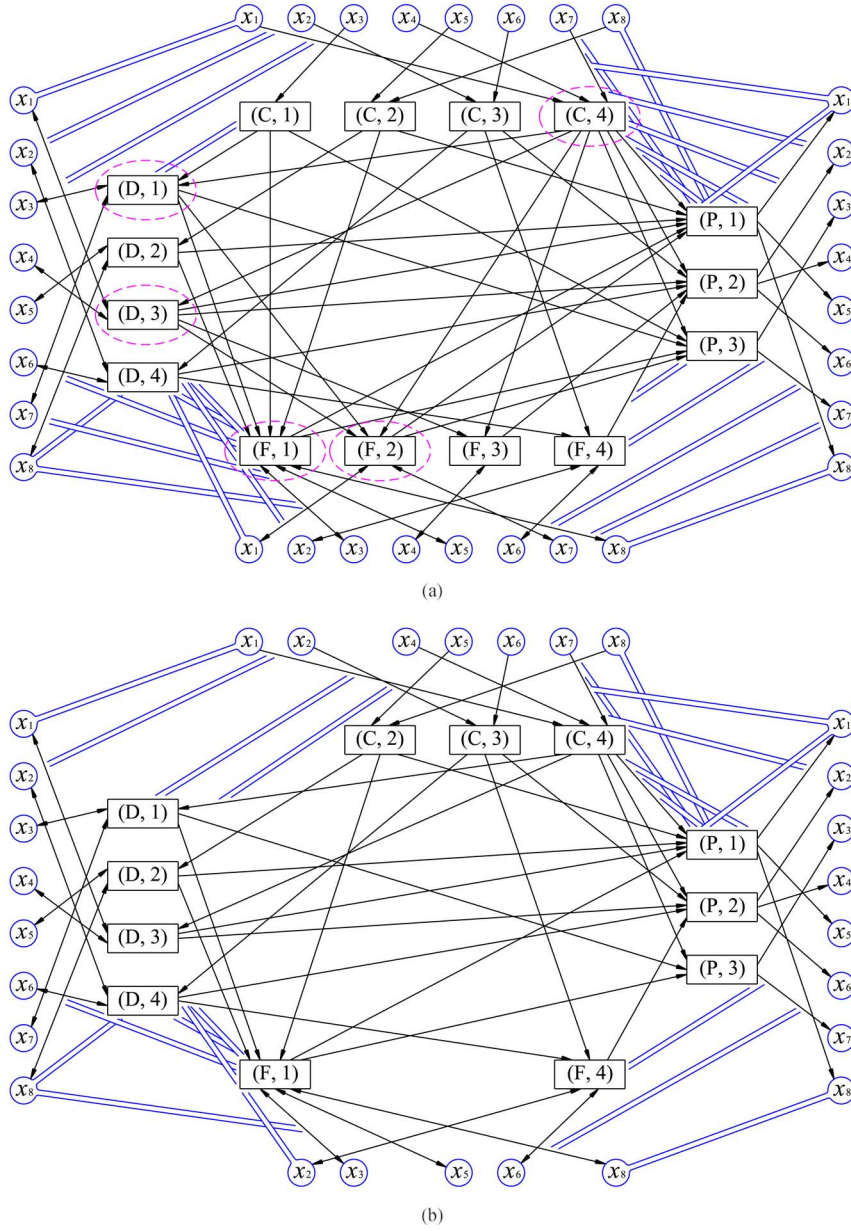 x₁ x₂ x₃ x₄ x₅ x₆ x₇ x₈
x₁ x₁
(C, 1) (C, 2) (C, 3) (C, 4)
x₂ x₂
(D, 1)
x₃ x₃
(P, 1)
(D, 2)
x₄ x₄
(P, 2)
x₅ (D, 3) x₅
(P, 3)
x₆ x₆
(D, 4)
x₇ x₇
(F, 1) (F, 2) (F, 3) (F, 4)
x₈ x₈
x₁ x₂ x₃ x₄ x₅ x₆ x₇ x₈
(a)
x₁ x₂ x₄ x₅ x₆ x₇ x₈
x₁ x₁
(C, 2) (C, 3) (C, 4)
x₂ x₂
(D, 1)
x₃ x₃
(P, 1)
(D, 2)
x₄ x₄
(P, 2)
x₅ (D, 3) x₅
(P, 3)
x₆ x₆
(D, 4)
x₇ x₇
(F, 1) (F, 4)
x₈ x₈
x₂ x₃ x₅ x₆ x₈
(b)